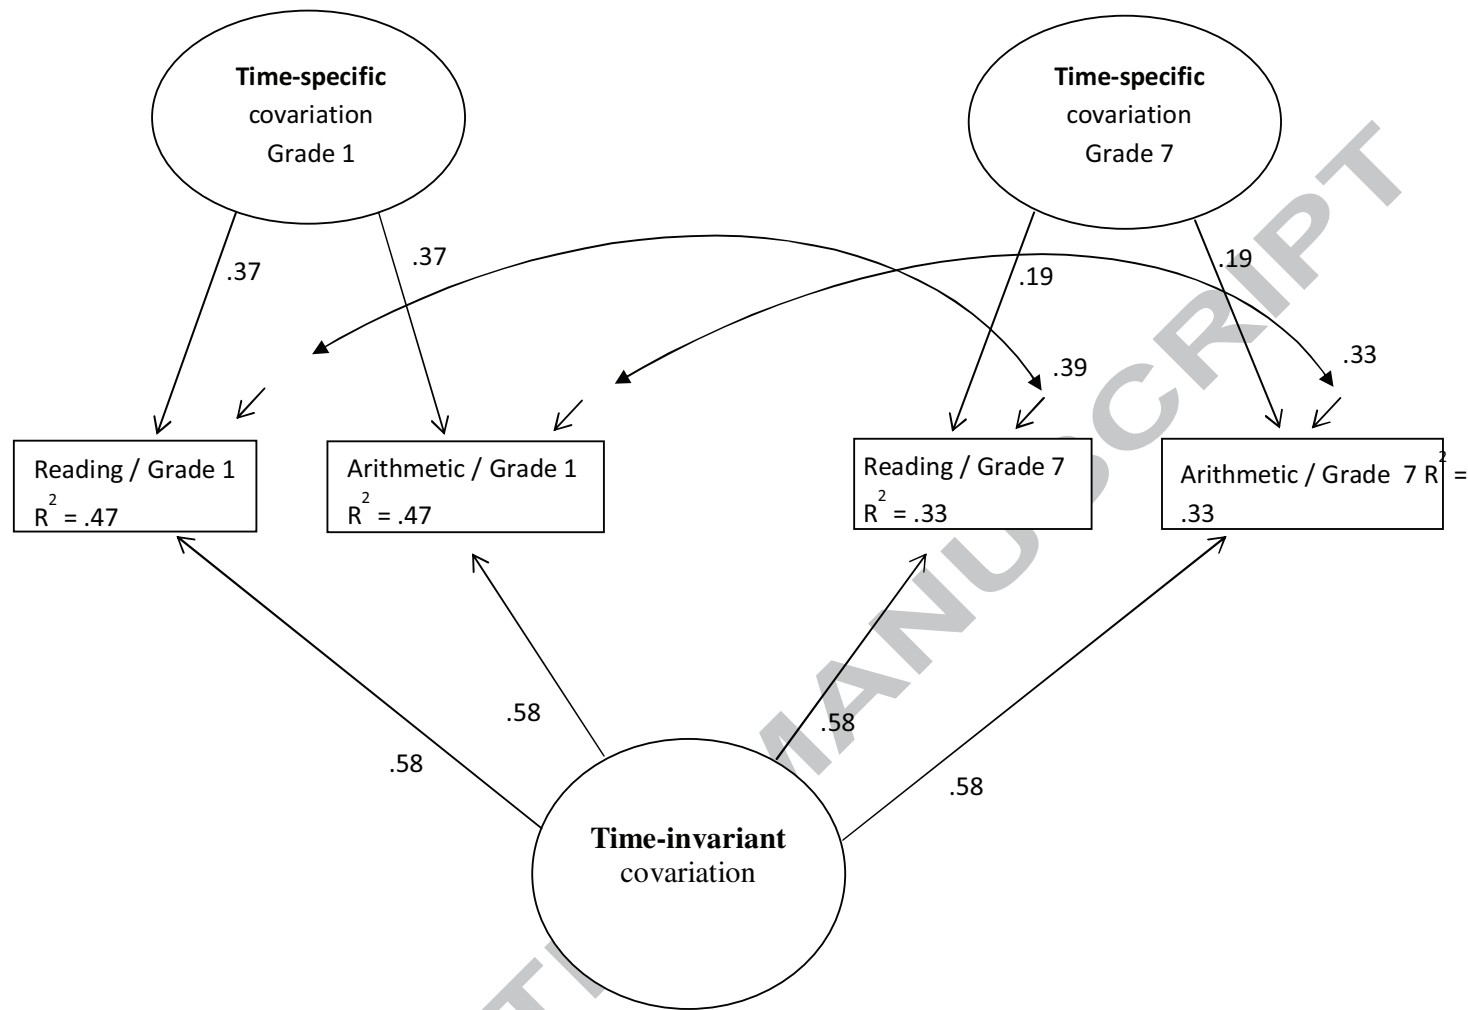 Time-specific
covariation
Grade 1
Time-specific
covariation
Grade 7
.37
.37
.19
.19
.39
.33
Reading / Grade 1
R² = .47
Arithmetic / Grade 1
R² = .47
Reading / Grade 7
R² = .33
Arithmetic / Grade 7 R² =
.33
.58
.58
.58
.58
Time-invariant
covariation
MANUSCRIPT